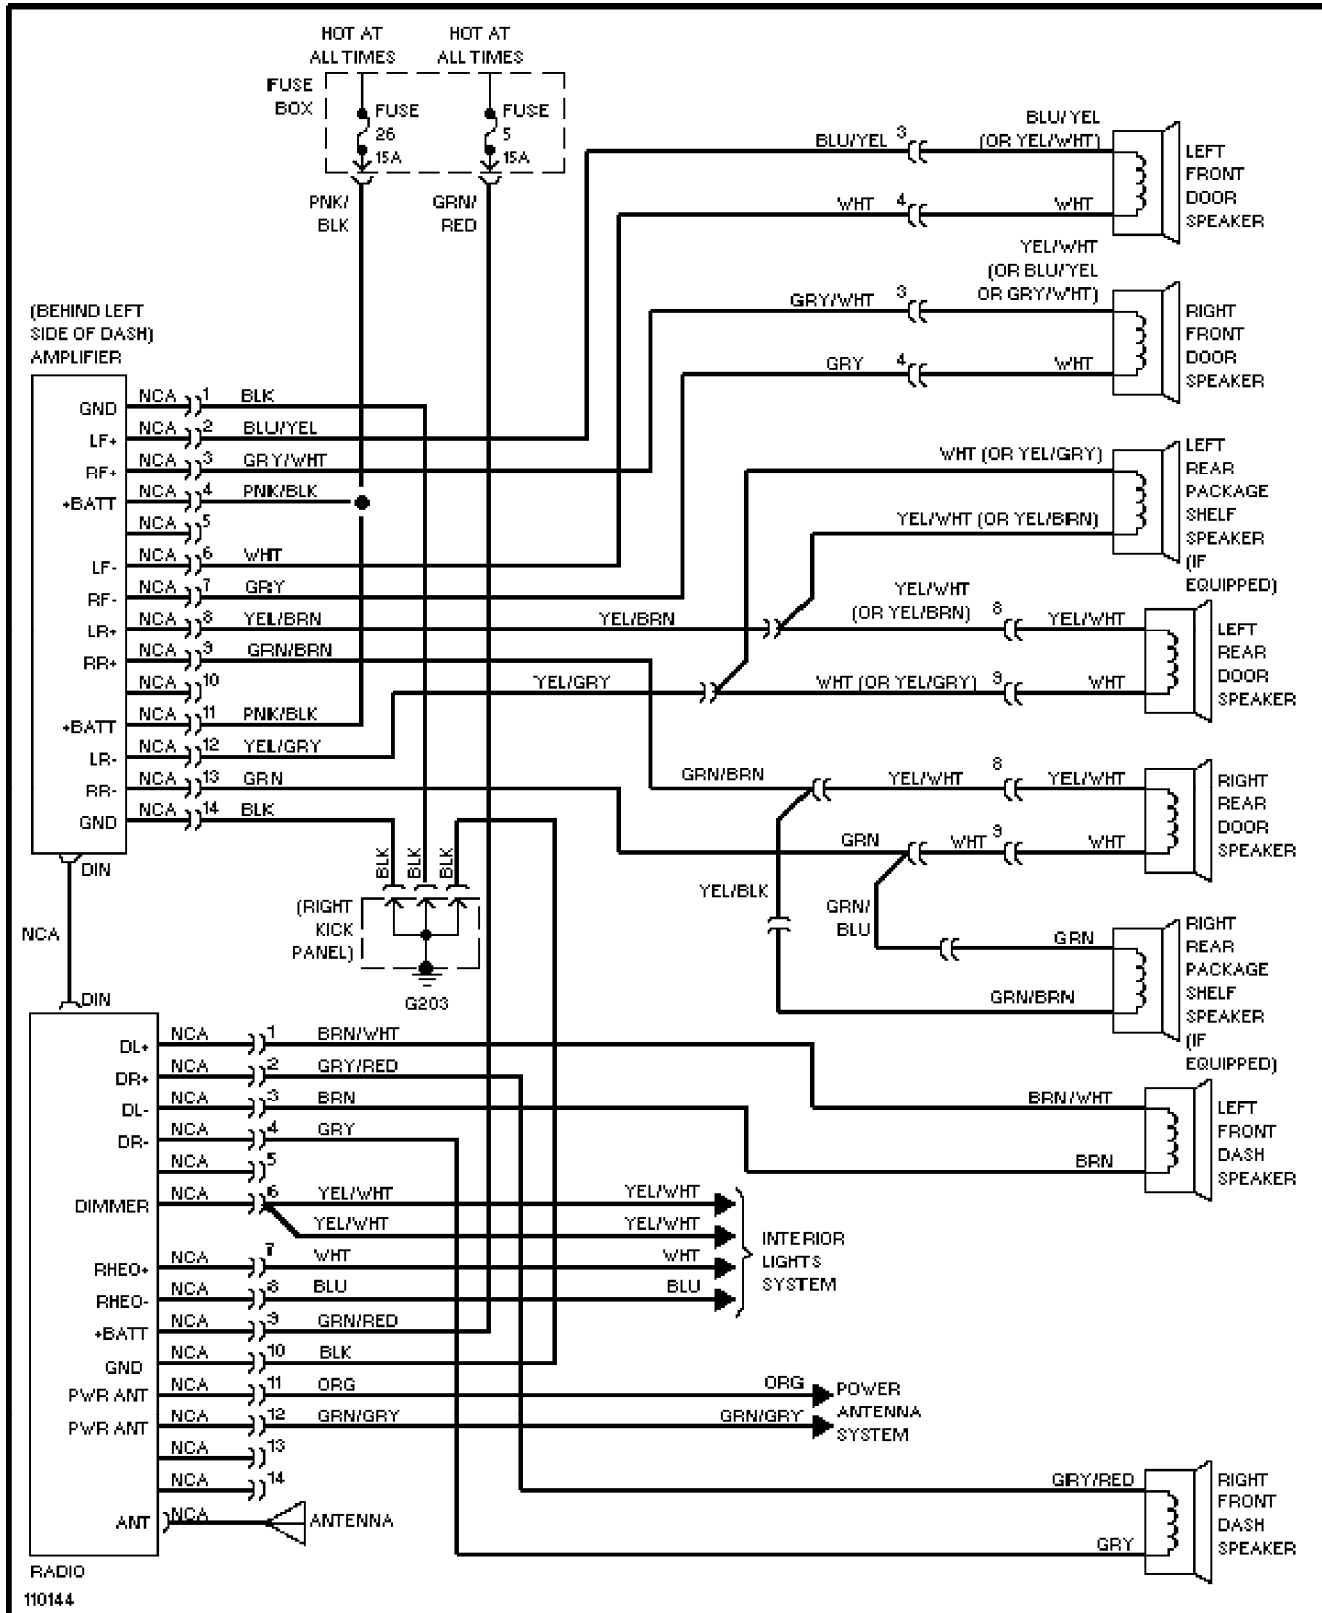 HOT AT
ALL TIMES
HOT AT
ALL TIMES
FUSE
BOX
FUSE
26
15A
FUSE
5
15A
PNK/
BLK
GRN/
RED
BLU/YEL
3
BLU/YEL
(OR YEL/WHT)
WHT
4
WHT
LEFT
FRONT
DOOR
SPEAKER
GRY/WHT
3
YEL/WHT
(OR BLU/YEL
OR GRY/WHT)
GRY
4
WHT
RIGHT
FRONT
DOOR
SPEAKER
(BEHIND LEFT
SIDE OF DASH)
AMPLIFIER
GND NCA 1 BLK
LF+ NCA 2 BLU/YEL
RF+ NCA 3 GRY/WHT
+BATT NCA 4 PNK/BLK
NCA 5
LF- NCA 6 WHT
RF- NCA 7 GRY
LR+ NCA 8 YEL/BRN
RR+ NCA 9 GRN/BRN
NCA 10
+BATT NCA 11 PNK/BLK
LR- NCA 12 YEL/GRY
RR- NCA 13 GRN
GND NCA 14 BLK
DIN
WHT (OR YEL/GRY)
YEL/WHT (OR YEL/BRN)
LEFT
REAR
PACKAGE
SHELF
SPEAKER
(IF
EQUIPPED)
YEL/BRN
YEL/WHT
(OR YEL/BRN)
8
YEL/WHT
YEL/GRY
WHT (OR YEL/GRY)
9
WHT
LEFT
REAR
DOOR
SPEAKER
GRN/BRN
YEL/WHT
8
YEL/WHT
GRN
WHT
9
WHT
RIGHT
REAR
DOOR
SPEAKER
YEL/BLK
GRN/
BLU
GRN
GRN/BRN
RIGHT
REAR
PACKAGE
SHELF
SPEAKER
(IF
EQUIPPED)
BLK
BLK
BLK
(RIGHT
KICK
PANEL)
G203
NCA
DIN
DL+ NCA 1 BRN/WHT
DR+ NCA 2 GRY/RED
DL- NCA 3 BRN
DR- NCA 4 GRY
NCA 5
DIMMER NCA 6 YEL/WHT
YEL/WHT
RHEO+ NCA 7 WHT
RHEO- NCA 8 BLU
+BATT NCA 9 GRN/RED
GND NCA 10 BLK
PWR ANT NCA 11 ORG
PWR ANT NCA 12 GRN/GRY
NCA 13
NCA 14
ANT NCA
ANTENNA
RADIO
BRN/WHT
BRN
LEFT
FRONT
DASH
SPEAKER
YEL/WHT
YEL/WHT
WHT
BLU
INTERIOR
LIGHTS
SYSTEM
ORG
GRN/GRY
POWER
ANTENNA
SYSTEM
GRY/RED
GRY
RIGHT
FRONT
DASH
SPEAKER
110144